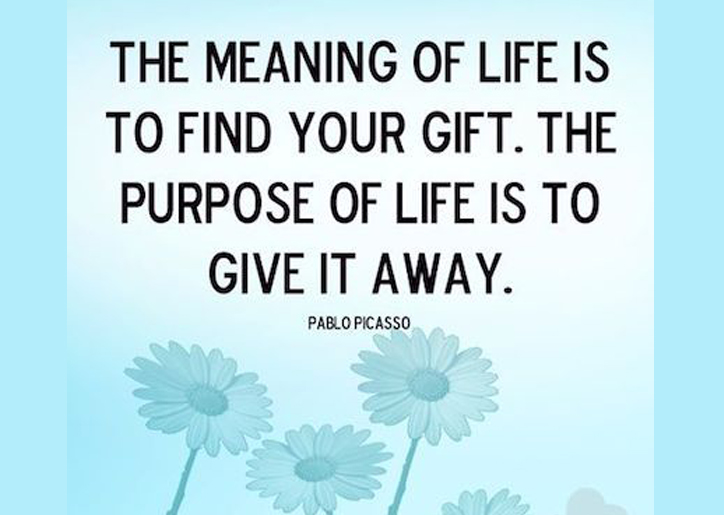 THE MEANING OF LIFE IS
TO FIND YOUR GIFT. THE
PURPOSE OF LIFE IS TO
GIVE IT AWAY.
PABLO PICASSO